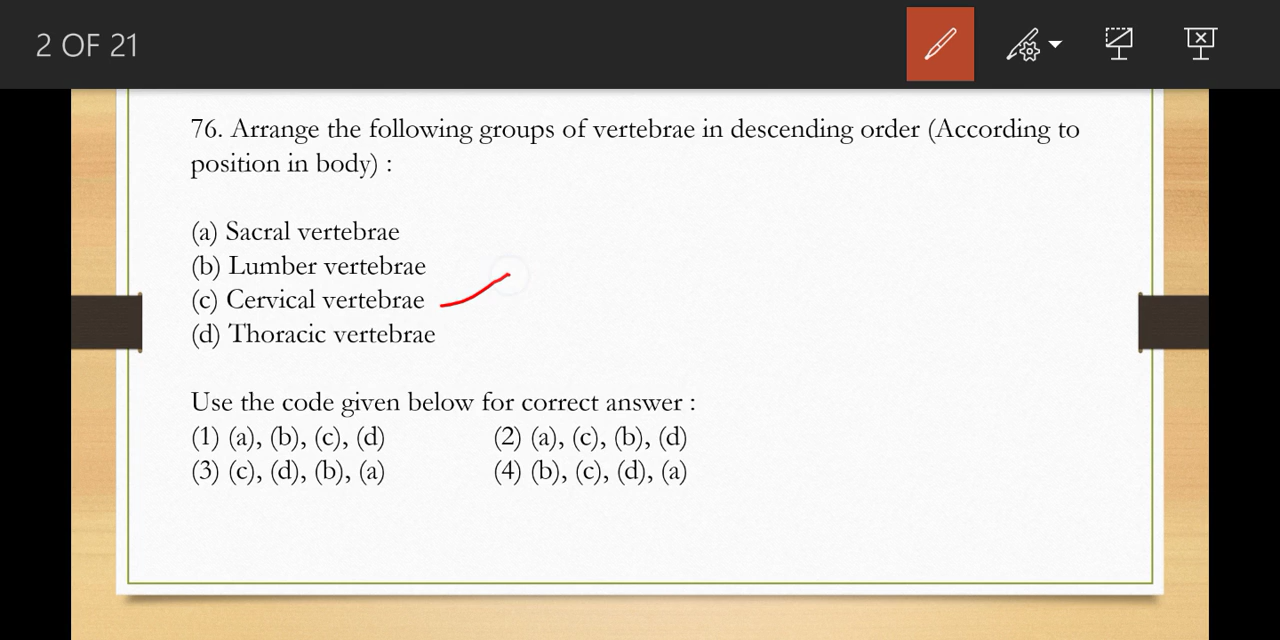 2 OF 21
76. Arrange the following groups of vertebrae in descending order (According to
position in body) :
(a) Sacral vertebrae
(b) Lumber vertebrae
(c) Cervical vertebrae
(d) Thoracic vertebrae
Use the code given below for correct answer :
(1) (a), (b), (c), (d) (2) (a), (c), (b), (d)
(3) (c), (d), (b), (a) (4) (b), (c), (d), (a)